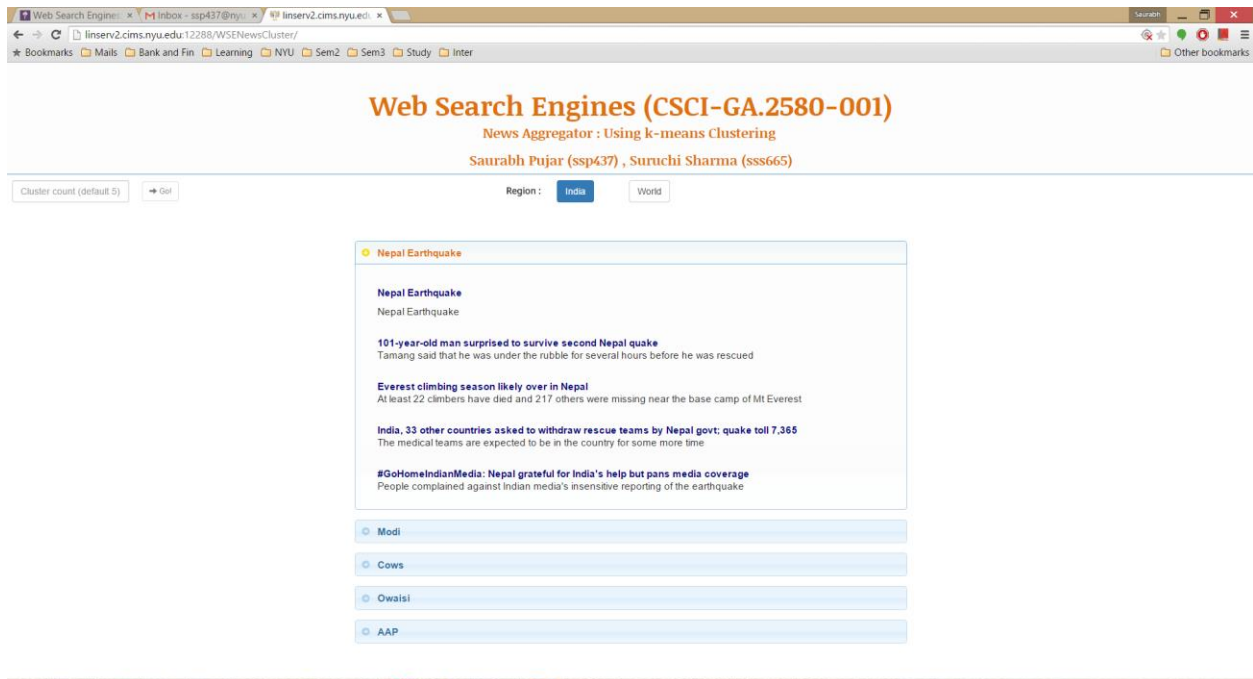 Web Search Engines × Inbox - ssp437@nyu × linserv2.cims.nyu.edu × Saurabh
linserv2.cims.nyu.edu:12288/WSENewsCluster/
Bookmarks Mails Bank and Fin Learning NYU Sem2 Sem3 Study Inter Other bookmarks
Web Search Engines (CSCI-GA.2580-001)
News Aggregator : Using k-means Clustering
Saurabh Pujar (ssp437) , Suruchi Sharma (sss665)
Cluster count (default 5) Go! Region : India World
Nepal Earthquake
Nepal Earthquake
Nepal Earthquake
101-year-old man surprised to survive second Nepal quake
Tamang said that he was under the rubble for several hours before he was rescued
Everest climbing season likely over in Nepal
At least 22 climbers have died and 217 others were missing near the base camp of Mt Everest
India, 33 other countries asked to withdraw rescue teams by Nepal govt; quake toll 7,365
The medical teams are expected to be in the country for some more time
#GoHomeIndianMedia: Nepal grateful for India's help but pans media coverage
People complained against Indian media's insensitive reporting of the earthquake
Modi
Cows
Owaisi
AAP